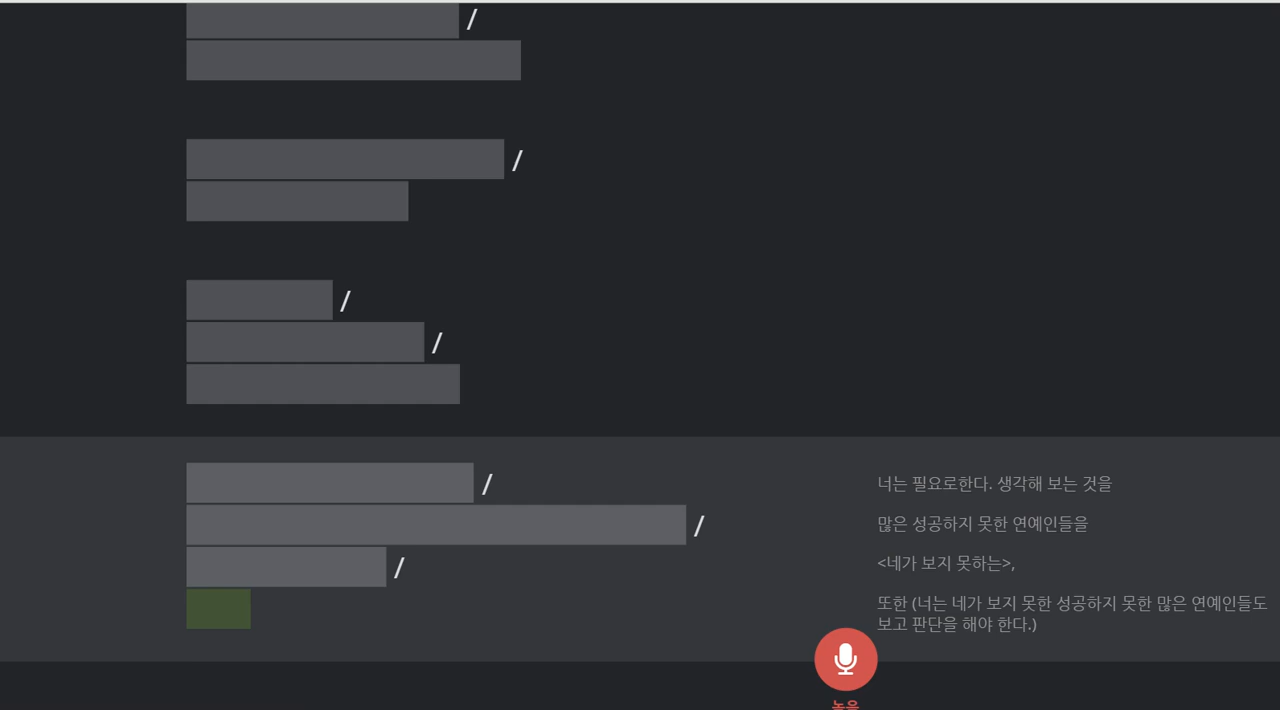 /
/
/
/
/
/
/
너는 필요로한다. 생각해 보는 것을
많은 성공하지 못한 연예인들을
<네가 보지 못하는>,
또한 (너는 네가 보지 못한 성공하지 못한 많은 연예인들도
보고 판단을 해야 한다.)